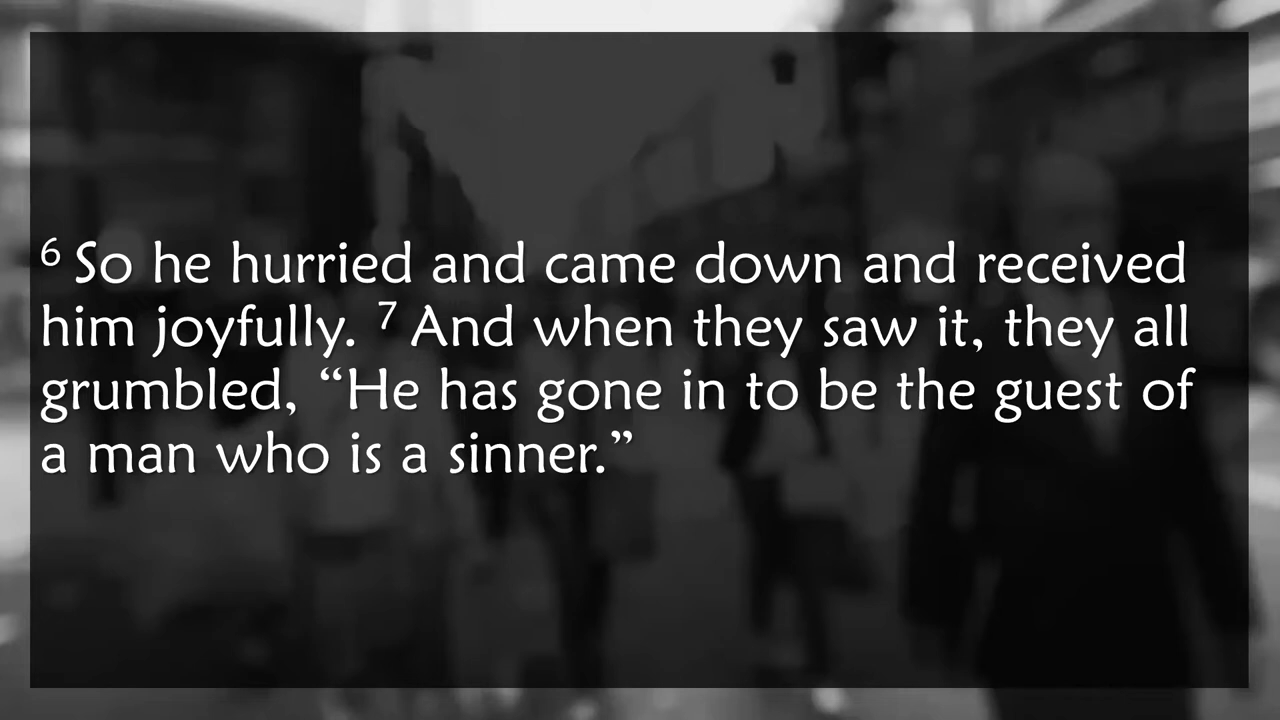 ⁶ So he hurried and came down and received
him joyfully. ⁷ And when they saw it, they all
grumbled, “He has gone in to be the guest of
a man who is a sinner.”